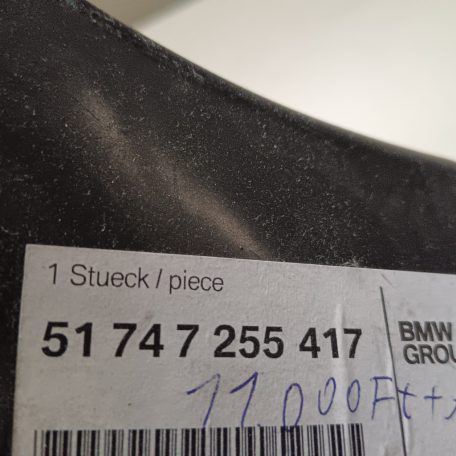 1 Stueck / piece
51 74 7 255 417
BMW
GROU
11.000Ft+